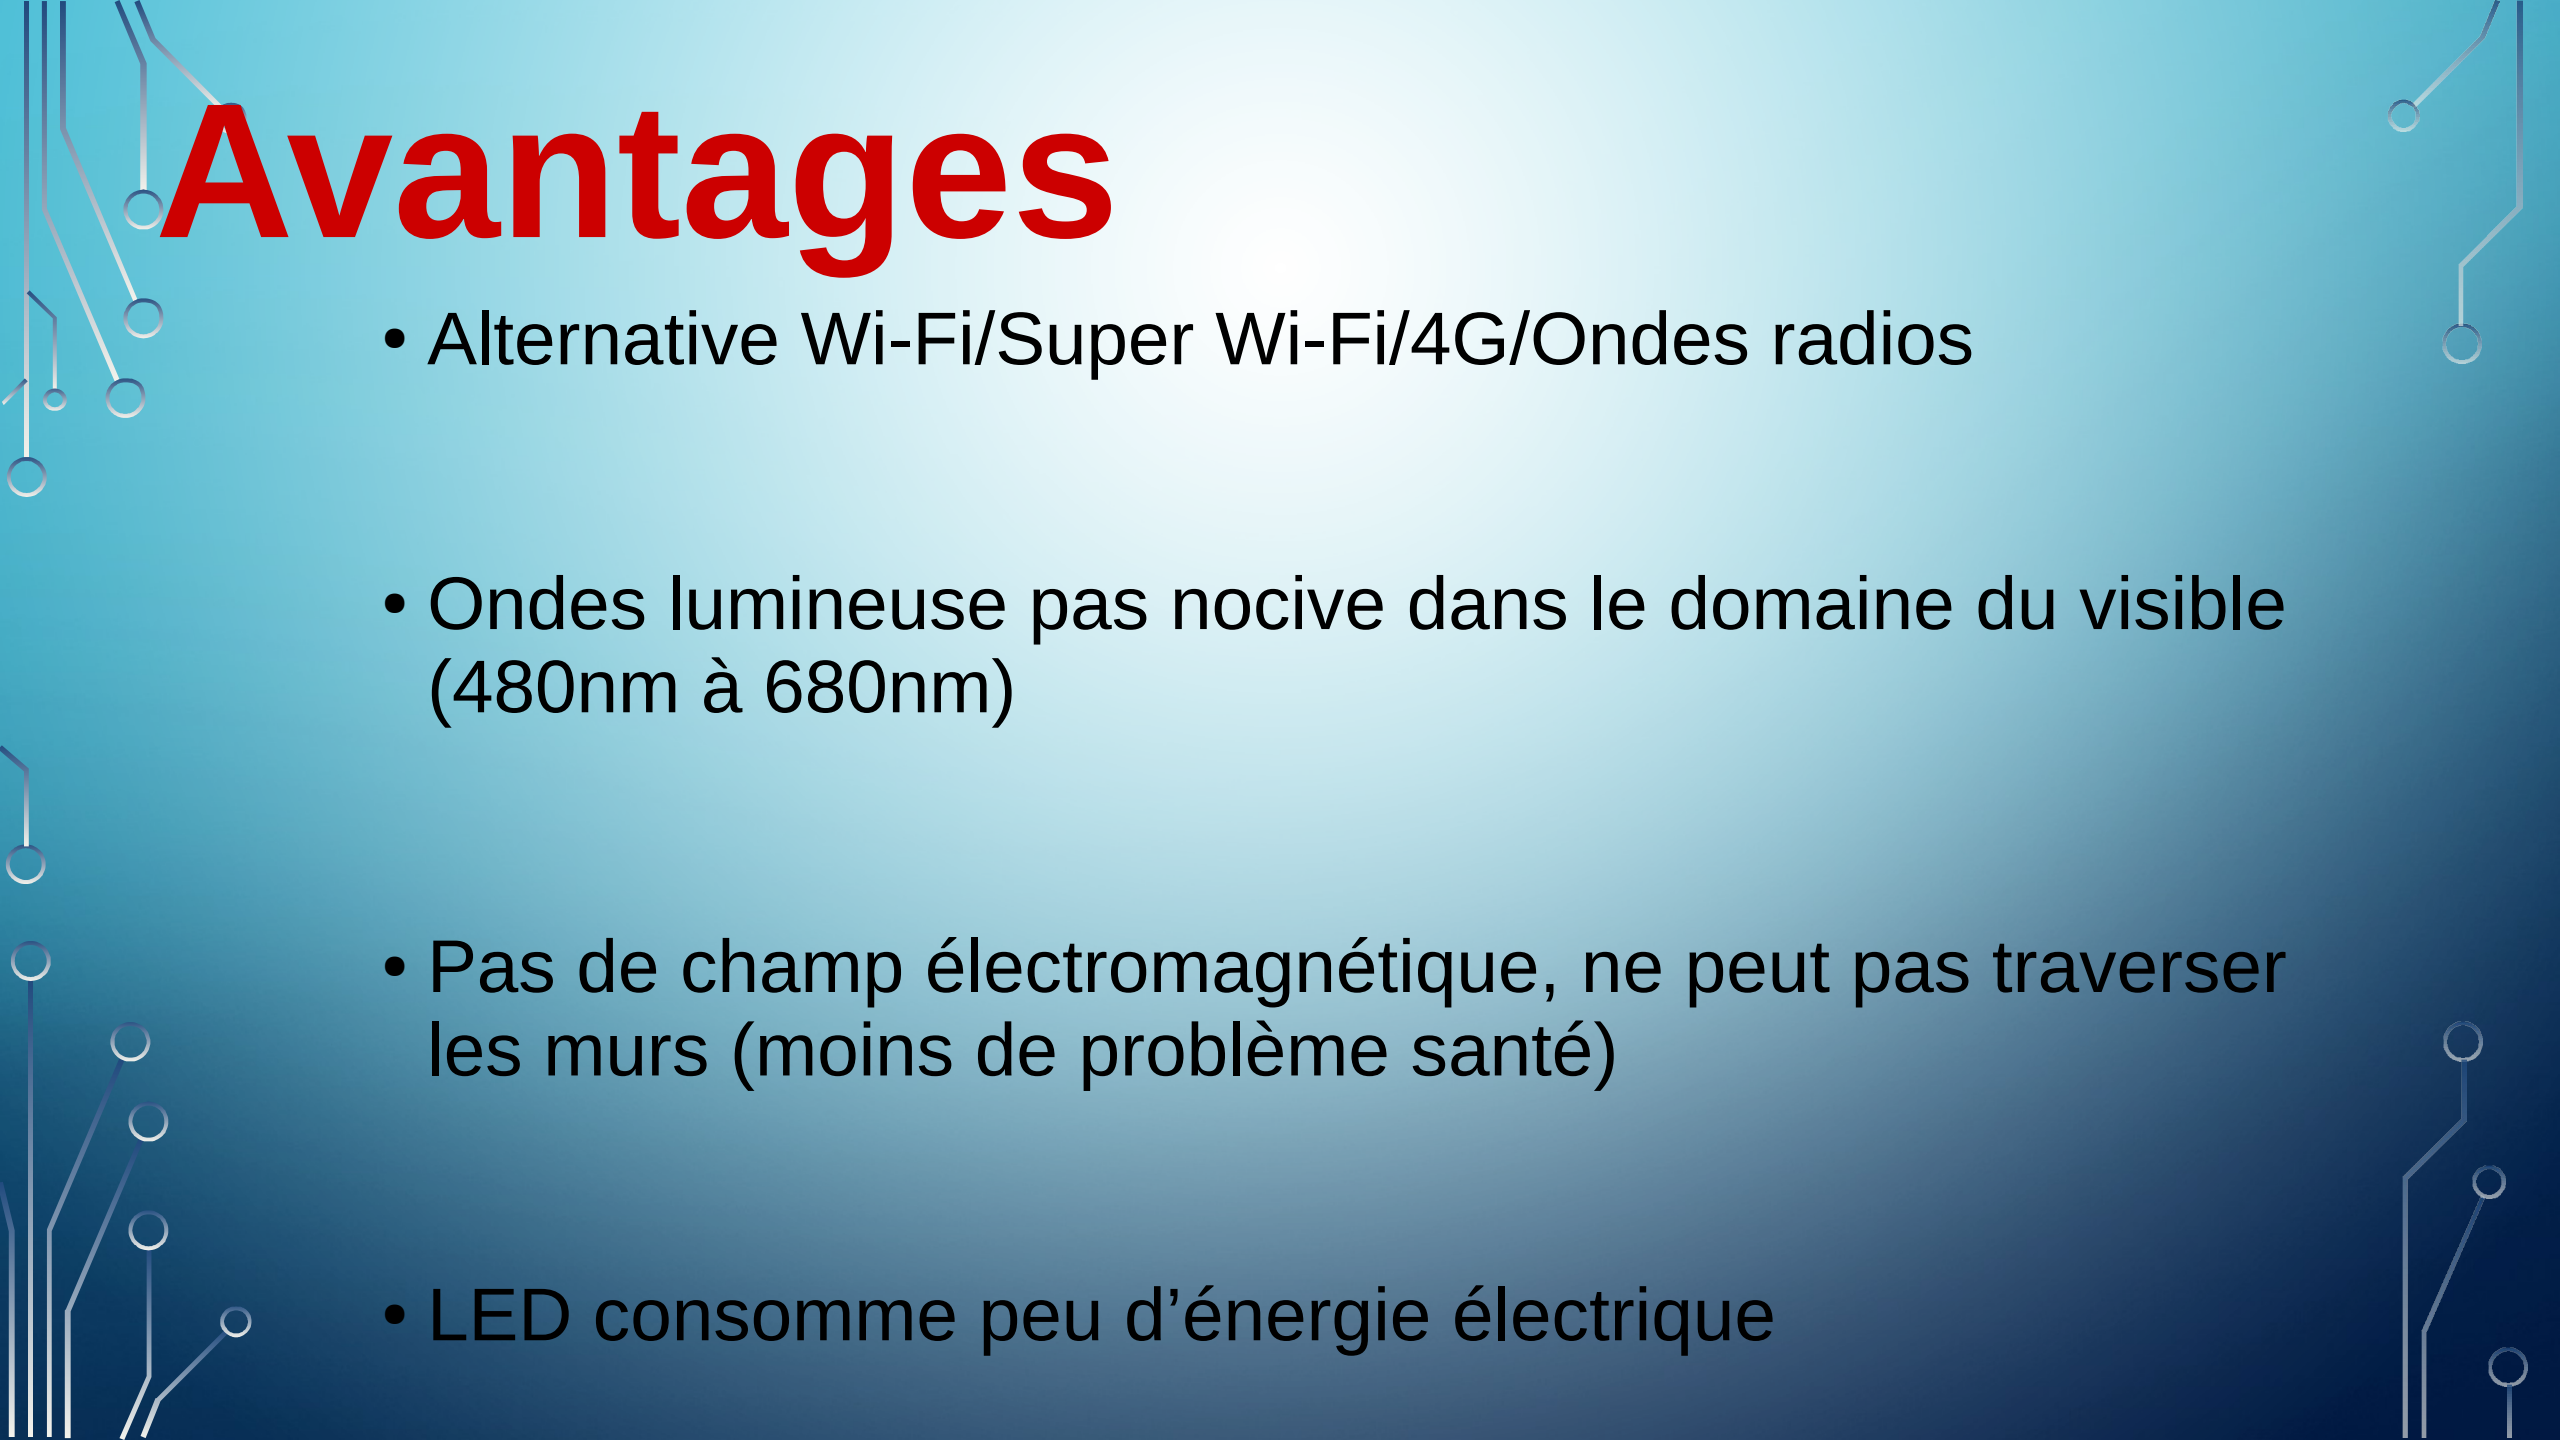 Avantages
• Alternative Wi-Fi/Super Wi-Fi/4G/Ondes radios
• Ondes lumineuse pas nocive dans le domaine du visible
(480nm à 680nm)
• Pas de champ électromagnétique, ne peut pas traverser
les murs (moins de problème santé)
• LED consomme peu d’énergie électrique